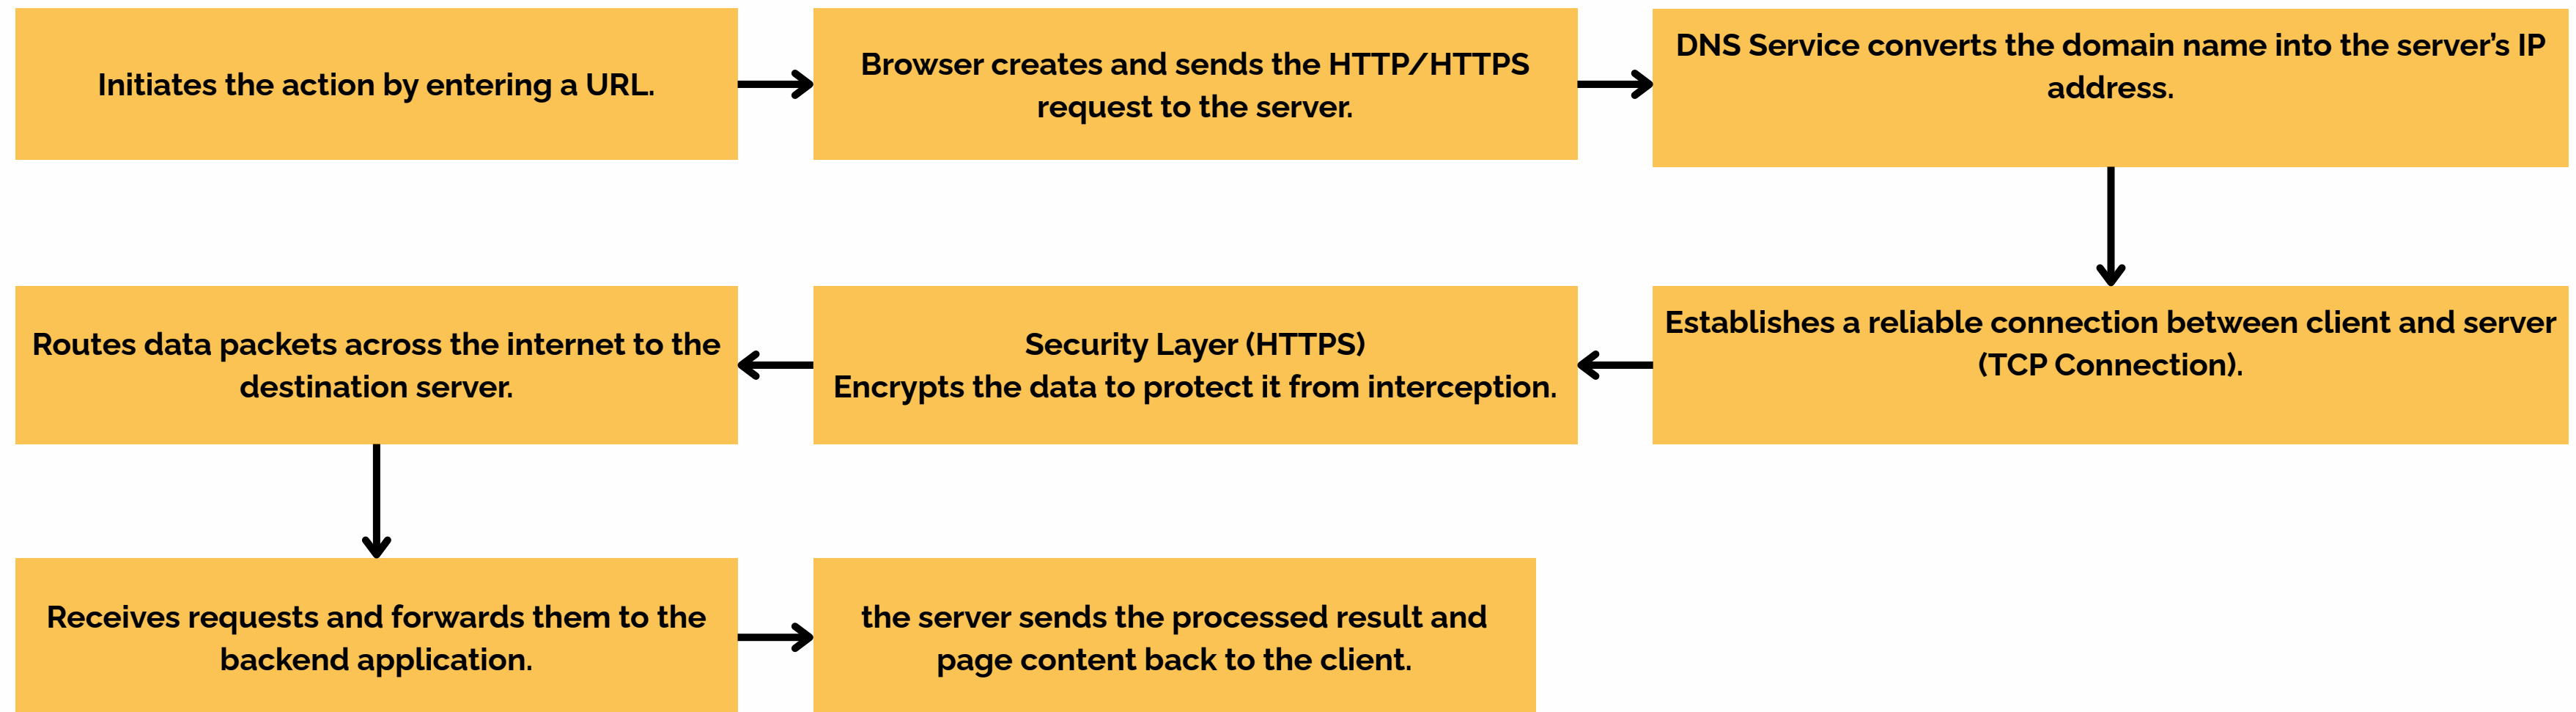 Initiates the action by entering a URL.
Browser creates and sends the HTTP/HTTPS
request to the server.
DNS Service converts the domain name into the server’s IP
address.
Establishes a reliable connection between client and server
(TCP Connection).
Security Layer (HTTPS)
Encrypts the data to protect it from interception.
Routes data packets across the internet to the
destination server.
Receives requests and forwards them to the
backend application.
the server sends the processed result and
page content back to the client.